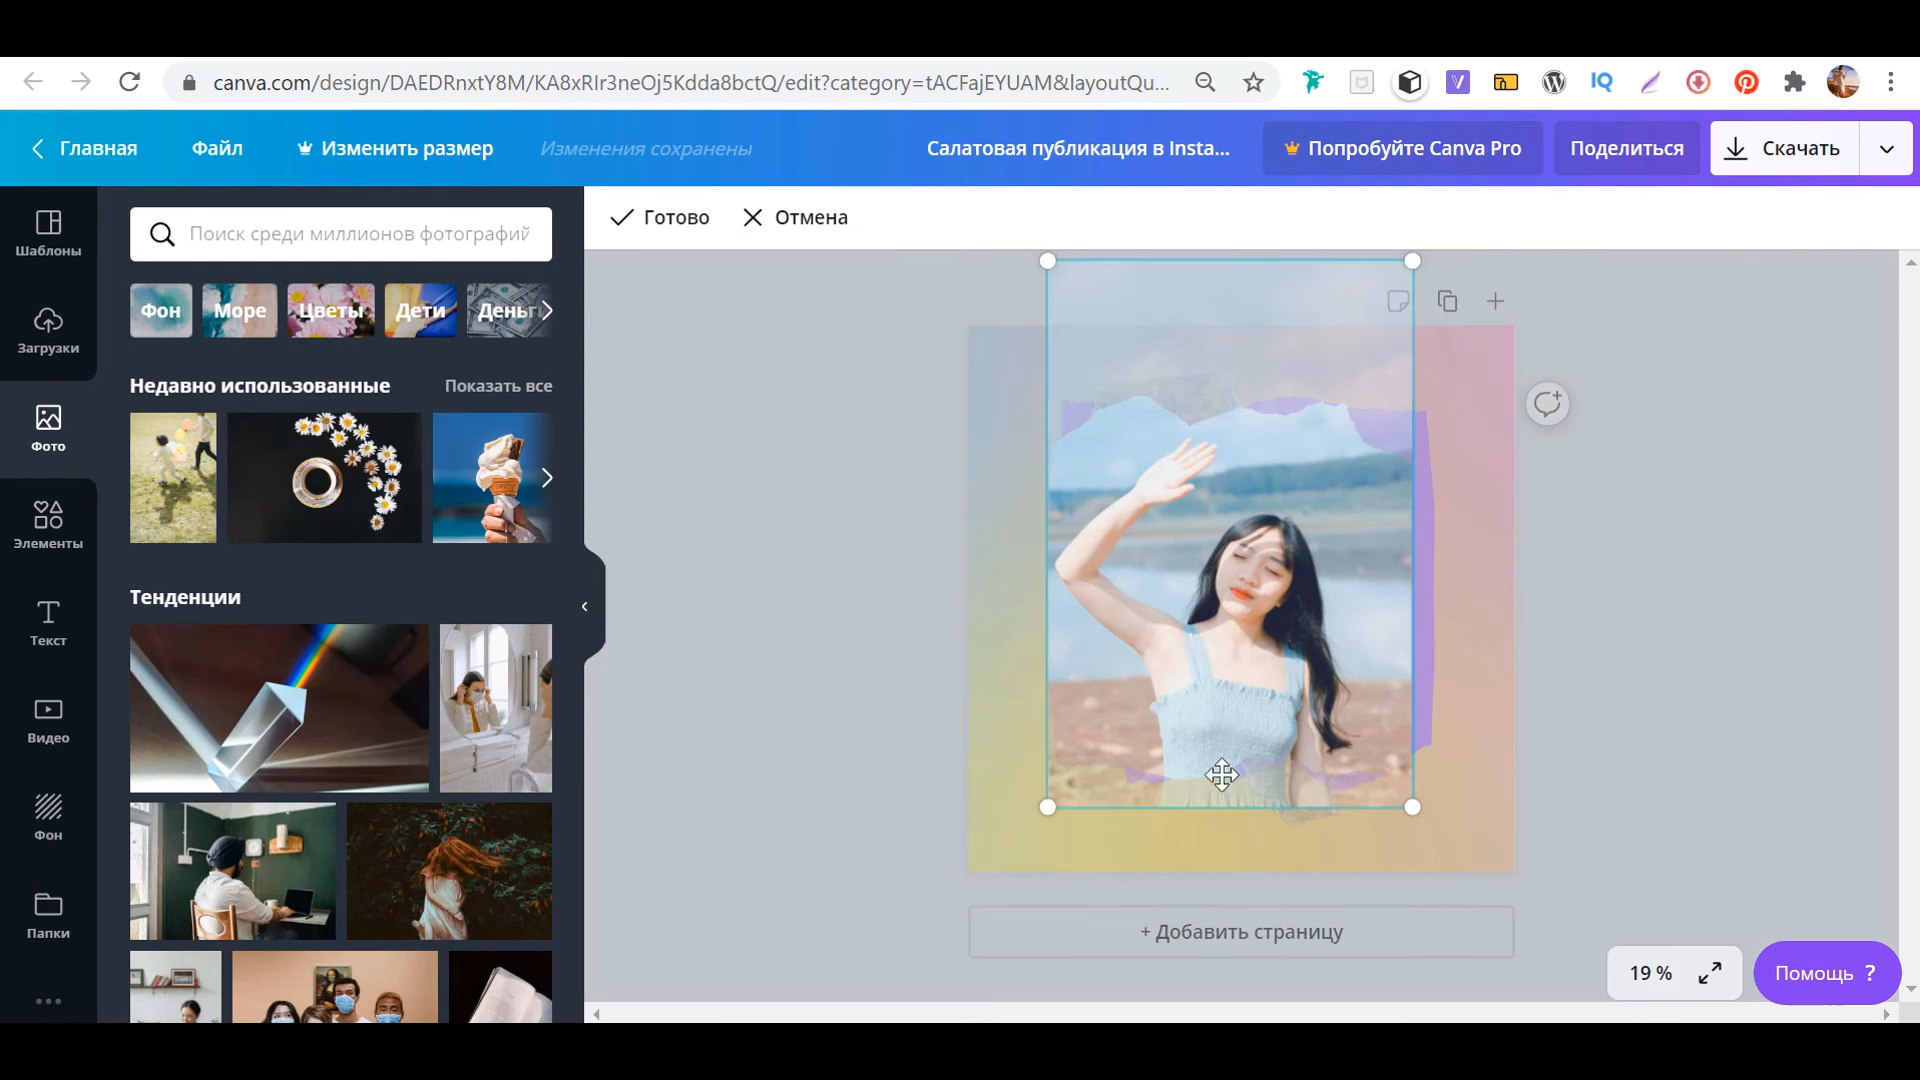 canva.com/design/DAEDRnxtY8M/KA8xRIr3neOj5Kdda8bctQ/edit?category=tACFajEYUAM&layoutQu...
Главная
Файл
Изменить размер
Изменения сохранены
Салатовая публикация в Insta...
Попробуйте Canva Pro
Поделиться
Скачать
Шаблоны
Загрузки
Фото
Элементы
Текст
Видео
Фон
Папки
Поиск среди миллионов фотографий
Фон
Море
Цветы
Дети
Деньг
Недавно использованные
Показать все
Тенденции
Готово
Отмена
+ Добавить страницу
19 %
Помощь ?